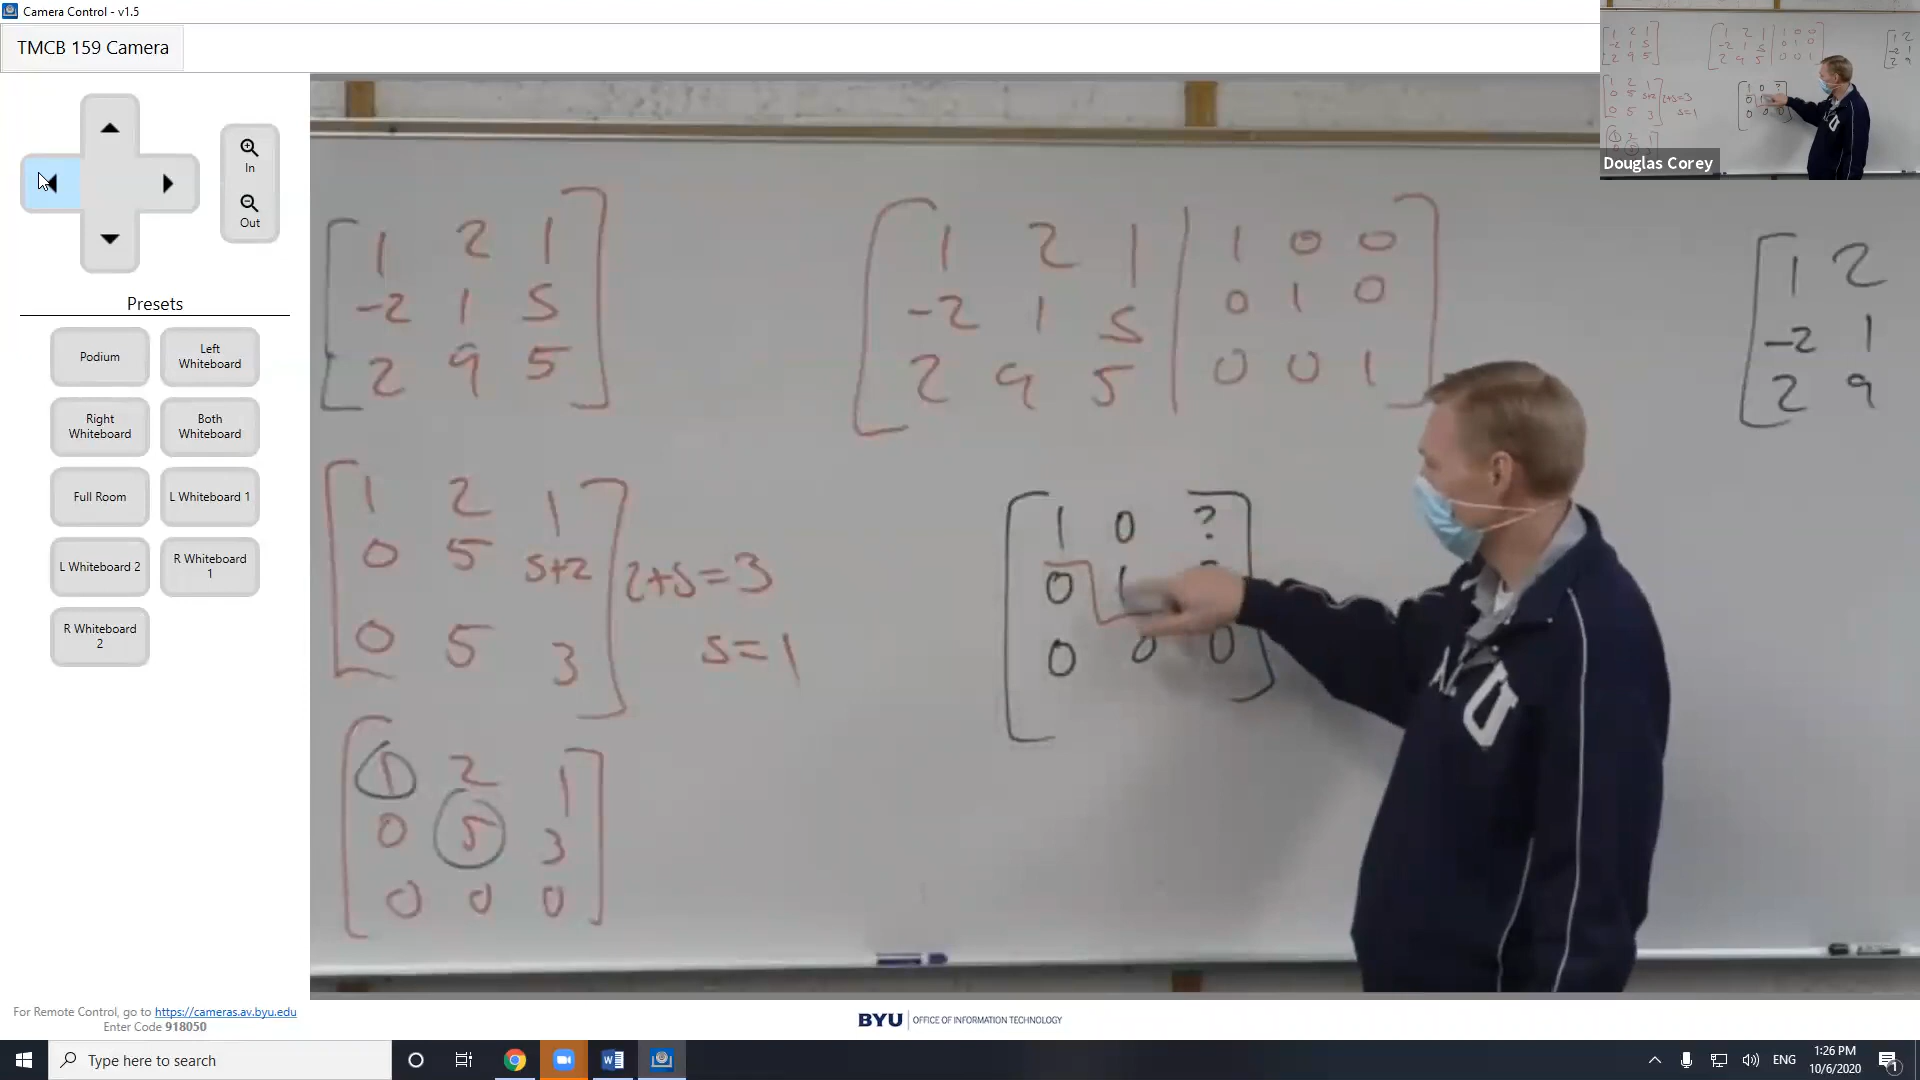 Camera Control - v1.5
TMCB 159 Camera
In
Out
Presets
Podium
Left
Whiteboard
Right
Whiteboard
Both
Whiteboard
Full Room
L Whiteboard 1
L Whiteboard 2
R Whiteboard
1
R Whiteboard
2
For Remote Control, go to https://cameras.av.byu.edu
Enter Code 918050
1 2 1
-2 1 5
2 9 5
1 2 1
0 5 s+2 2+s=3
0 5 3 s=1
1 2 1
0 5 3
0 0 0
1 2 1 | 1 0 0
-2 1 5 | 0 1 0
2 9 5 | 0 0 1
1 0 ?
0 1
0 0 0
1 2
-2 1
2 9
Douglas Corey
BYU OFFICE OF INFORMATION TECHNOLOGY
Type here to search
ENG
1:26 PM
10/6/2020
1